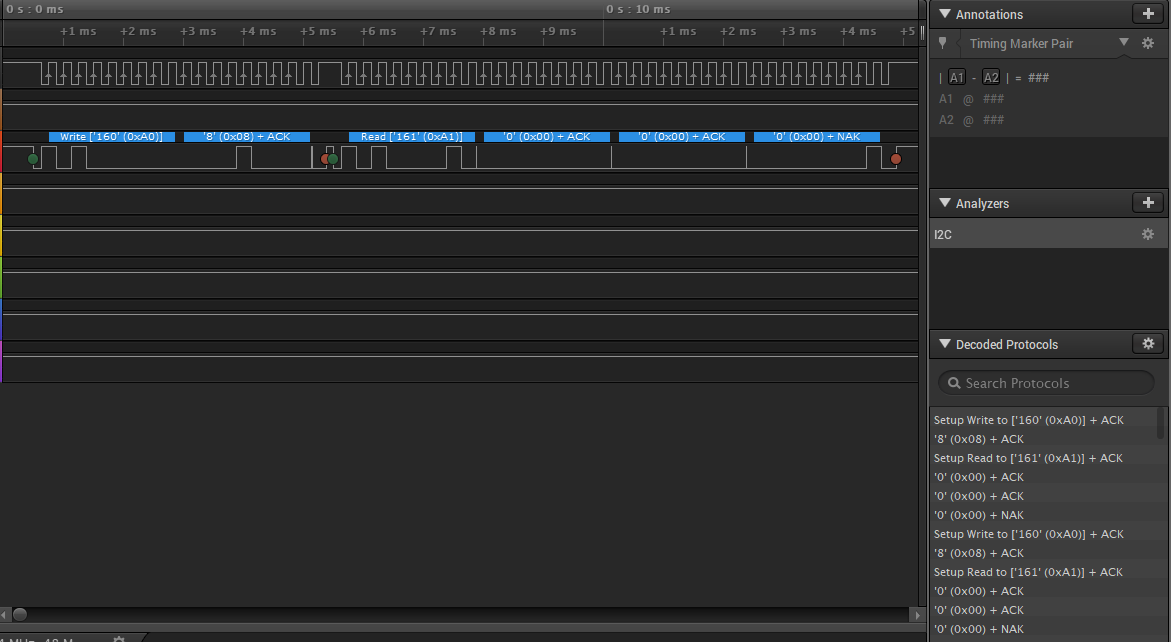 0 s : 0 ms
0 s : 10 ms
+1 ms
+2 ms
+3 ms
+4 ms
+5 ms
+6 ms
+7 ms
+8 ms
+9 ms
+1 ms
+2 ms
+3 ms
+4 ms
+5
Write ['160' (0xA0)]
'8' (0x08) + ACK
Read ['161' (0xA1)]
'0' (0x00) + ACK
'0' (0x00) + ACK
'0' (0x00) + NAK
Annotations
Timing Marker Pair
| A1 - A2 | = ###
A1 @ ###
A2 @ ###
Analyzers
I2C
Decoded Protocols
Search Protocols
Setup Write to ['160' (0xA0)] + ACK
'8' (0x08) + ACK
Setup Read to ['161' (0xA1)] + ACK
'0' (0x00) + ACK
'0' (0x00) + ACK
'0' (0x00) + NAK
Setup Write to ['160' (0xA0)] + ACK
'8' (0x08) + ACK
Setup Read to ['161' (0xA1)] + ACK
'0' (0x00) + ACK
'0' (0x00) + ACK
'0' (0x00) + NAK